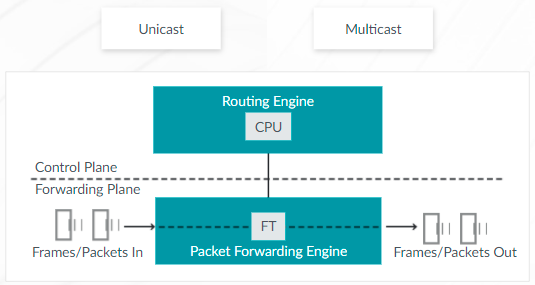 Unicast
Multicast
Routing Engine
CPU
Control Plane
Forwarding Plane
FT
Frames/Packets In
Packet Forwarding Engine
Frames/Packets Out